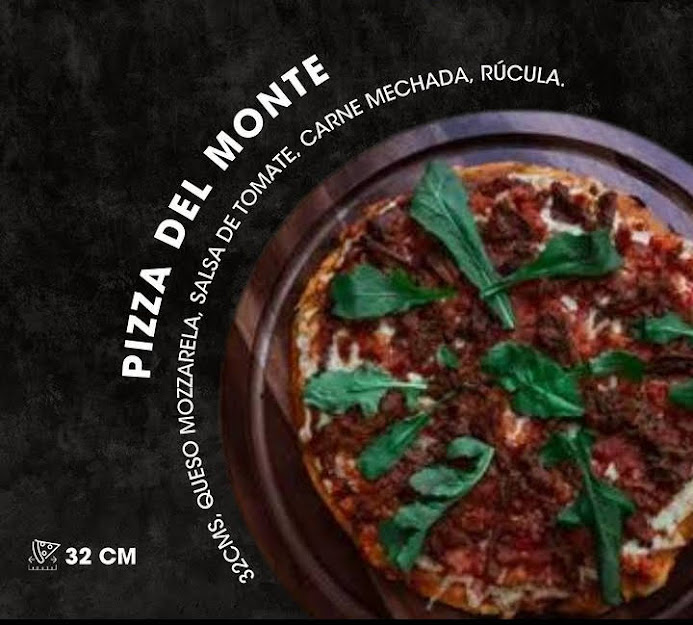 PIZZA DEL MONTE
32CMS, QUESO MOZZARELA, SALSA DE TOMATE, CARNE MECHADA, RÚCULA.
32 CM